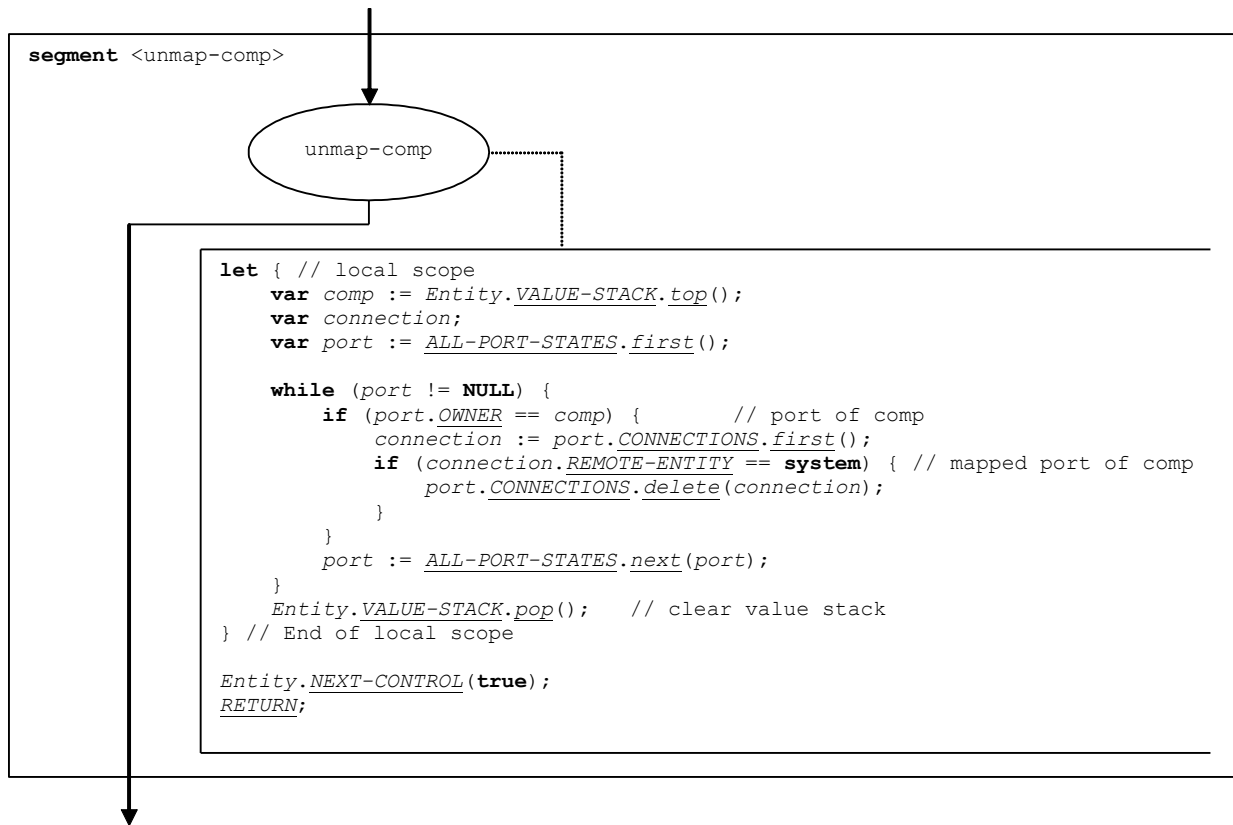 segment <unmap-comp>
unmap-comp
let { // local scope
var comp := Entity.VALUE-STACK.top();
var connection;
var port := ALL-PORT-STATES.first();
while (port != NULL) {
if (port.OWNER == comp) { // port of comp
connection := port.CONNECTIONS.first();
if (connection.REMOTE-ENTITY == system) { // mapped port of comp
port.CONNECTIONS.delete(connection);
}
}
port := ALL-PORT-STATES.next(port);
}
Entity.VALUE-STACK.pop(); // clear value stack
} // End of local scope
Entity.NEXT-CONTROL(true);
RETURN;